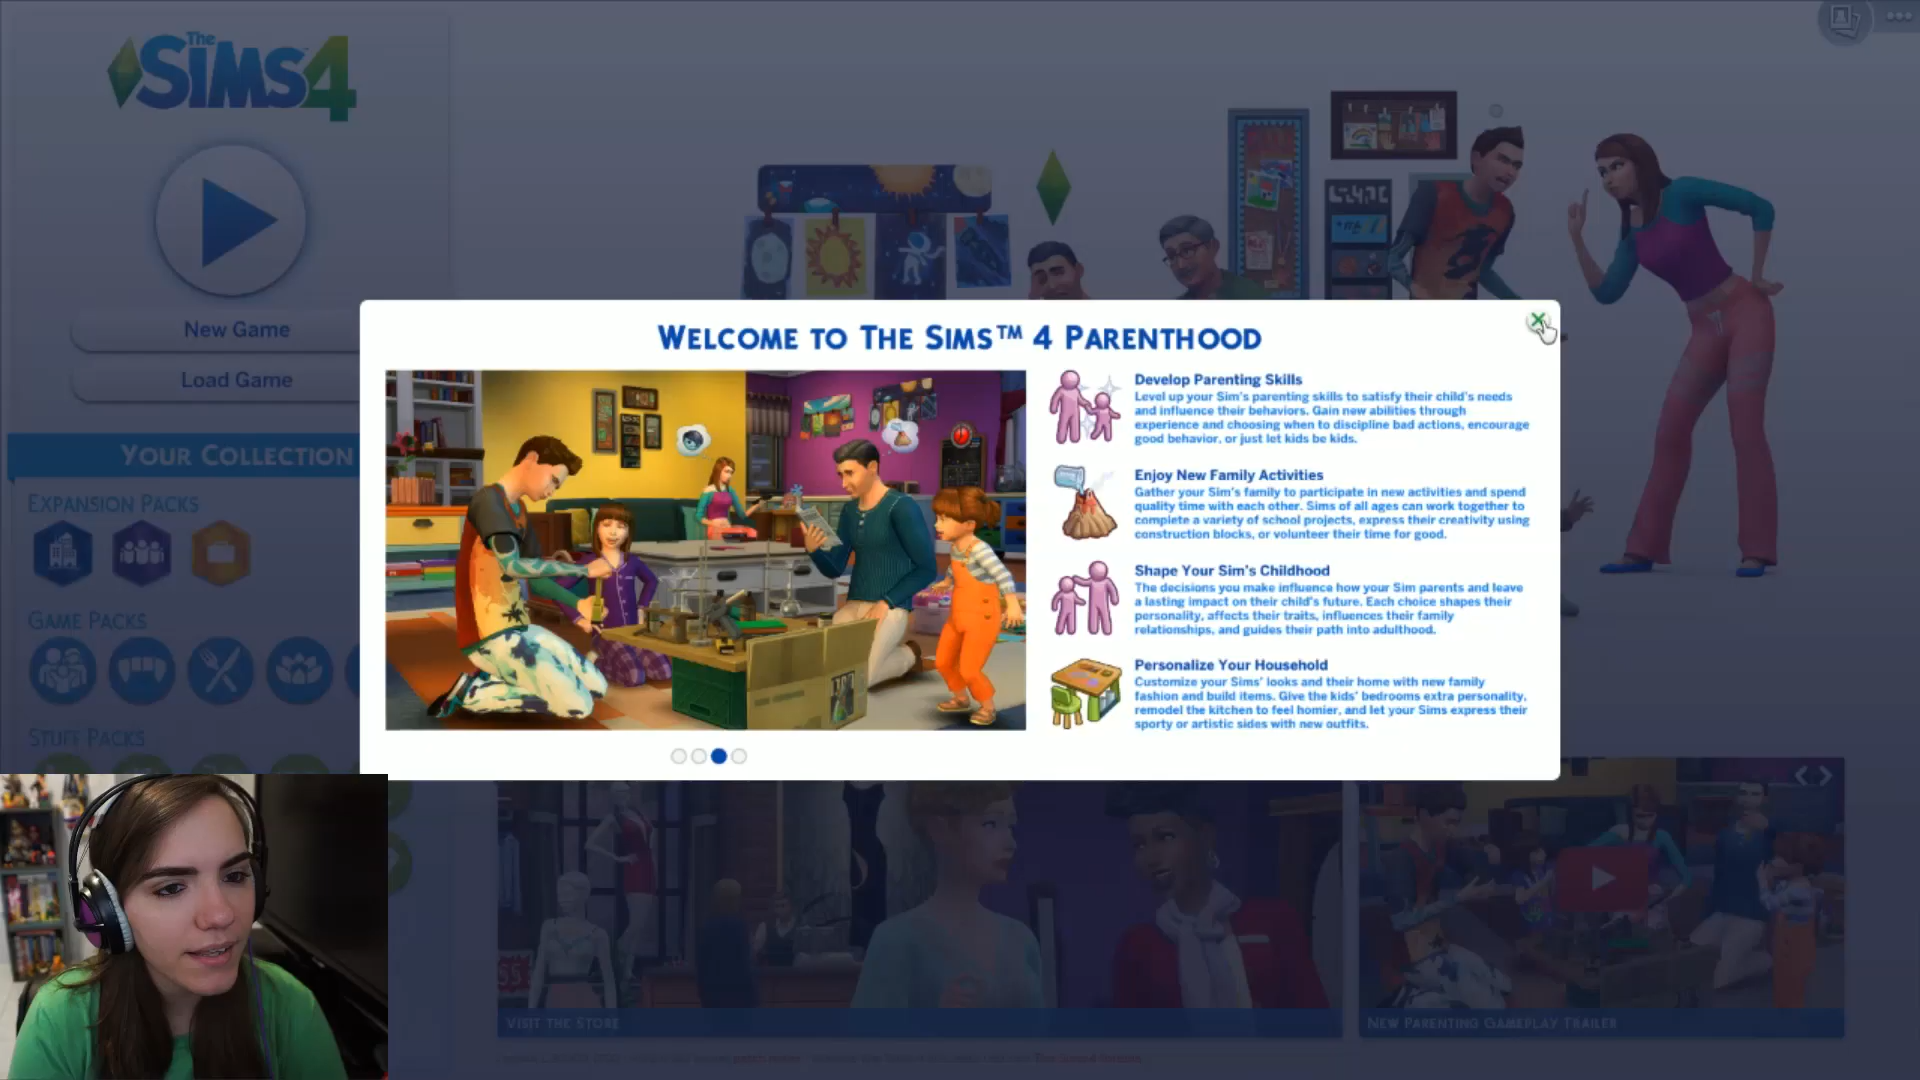 The
SIMS4
New Game
Load Game
YOUR COLLECTION
EXPANSION PACKS
GAME PACKS
STUFF PACKS
WELCOME TO THE SIMS™ 4 PARENTHOOD
Develop Parenting Skills
Level up your Sim's parenting skills to satisfy their child's needs
and influence their behaviors. Gain new abilities through
experience and choosing when to discipline bad actions, encourage
good behavior, or just let kids be kids.
Enjoy New Family Activities
Gather your Sim's family to participate in new activities and spend
quality time with each other. Sims of all ages can work together to
complete a variety of school projects, express their creativity using
construction blocks, or volunteer their time for good.
Shape Your Sim's Childhood
The decisions you make influence how your Sim parents and leave
a lasting impact on their child's future. Each choice shapes their
personality, affects their traits, influences their family
relationships, and guides their path into adulthood.
Personalize Your Household
Customize your Sims' looks and their home with new family
fashion and build items. Give the kids' bedrooms extra personality,
remodel the kitchen to feel homier, and let your Sims express their
sporty or artistic sides with new outfits.
VISIT THE STORE
NEW PARENTING GAMEPLAY TRAILER